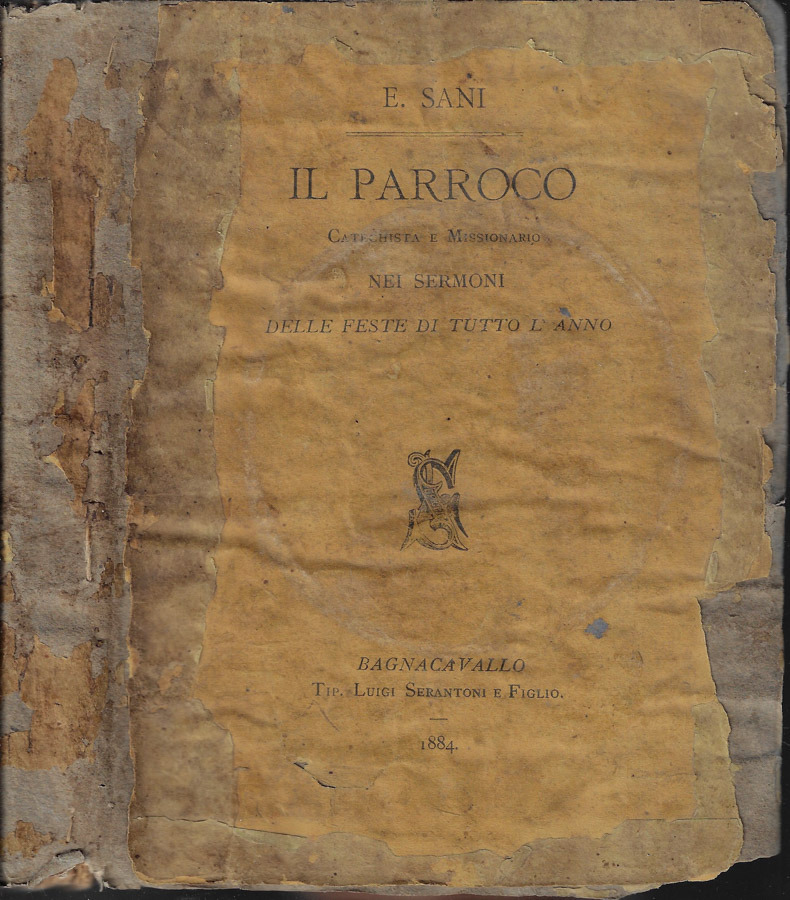 E. SANI
IL PARROCO
CATECHISTA E MISSIONARIO
NEI SERMONI
DELLE FESTE DI TUTTO L' ANNO
BAGNACAVALLO
TIP. LUIGI SERANTONI E FIGLIO.
1884.